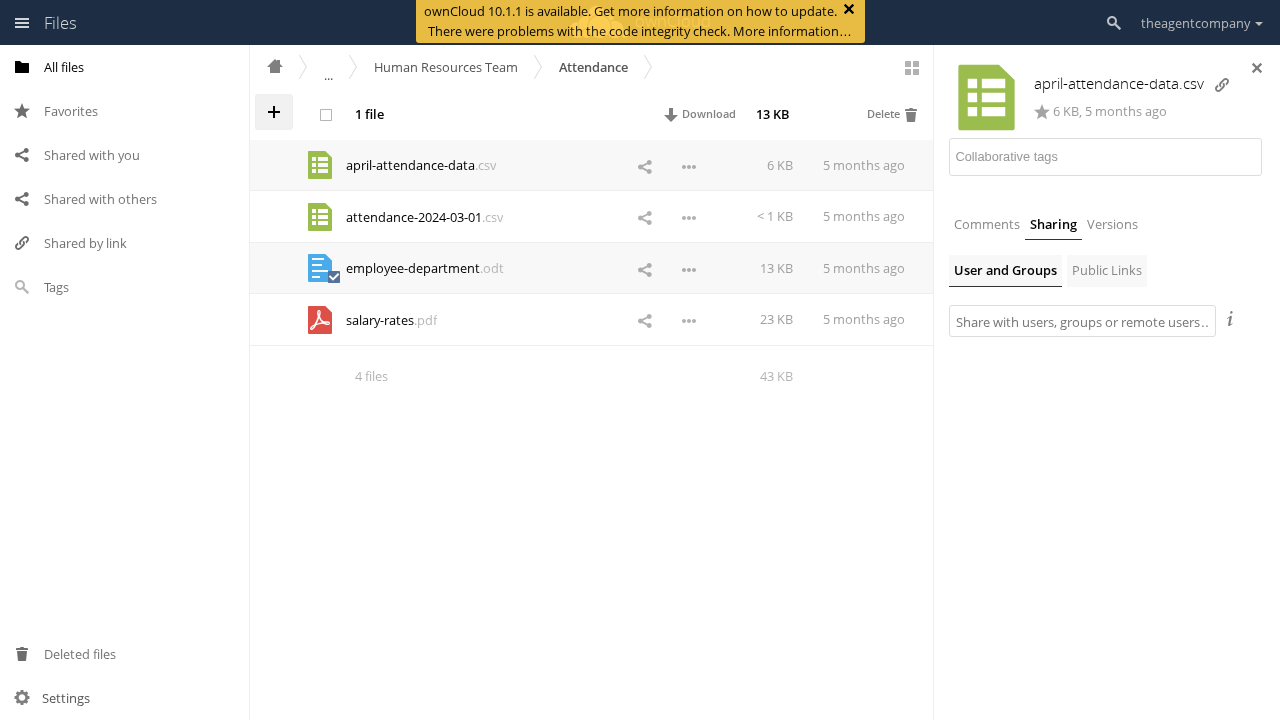 Files
ownCloud 10.1.1 is available. Get more information on how to update.
There were problems with the code integrity check. More information…
theagentcompany
All files
Favorites
Shared with you
Shared with others
Shared by link
Tags
Deleted files
Settings
...
Human Resources Team
Attendance
1 file
Download
13 KB
Delete
april-attendance-data.csv
6 KB
5 months ago
attendance-2024-03-01.csv
< 1 KB
5 months ago
employee-department.odt
13 KB
5 months ago
salary-rates.pdf
23 KB
5 months ago
4 files
43 KB
april-attendance-data.csv
6 KB, 5 months ago
Collaborative tags
Comments
Sharing
Versions
User and Groups
Public Links
Share with users, groups or remote users…